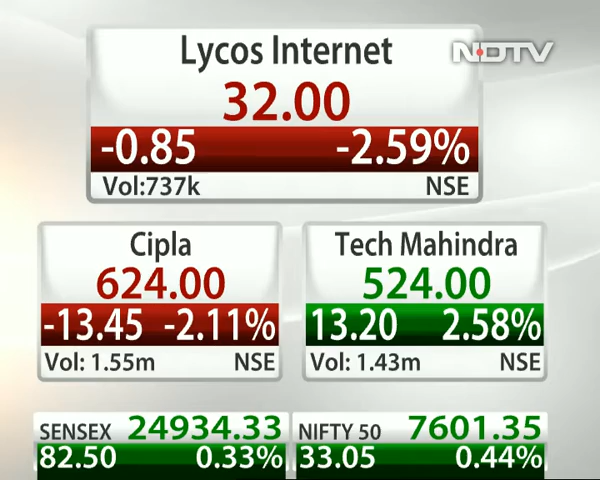 Lycos Internet
NDTV
32.00
-0.85 -2.59%
Vol:737k NSE
Cipla
624.00
-13.45 -2.11%
Vol: 1.55m NSE
Tech Mahindra
524.00
13.20 2.58%
Vol: 1.43m NSE
SENSEX 24934.33
82.50 0.33%
NIFTY 50 7601.35
33.05 0.44%